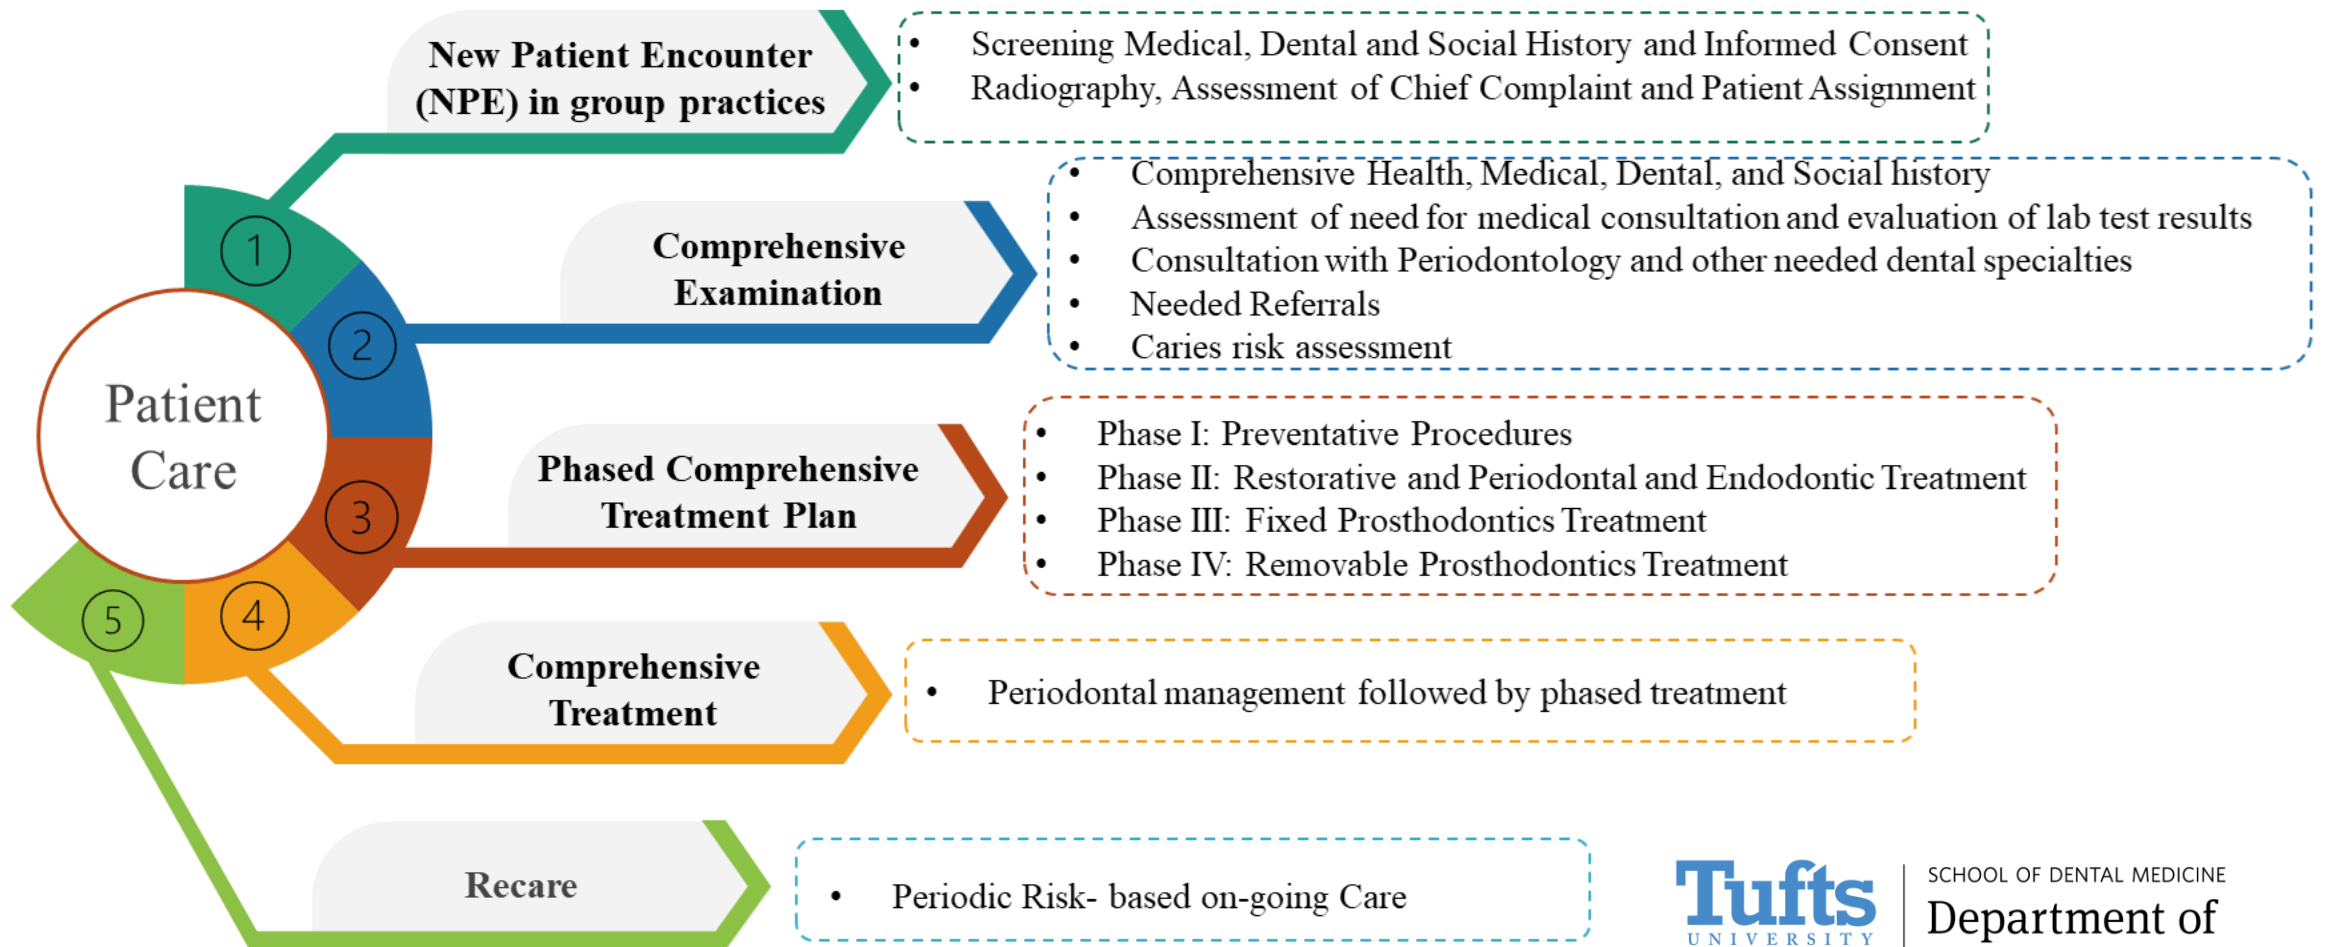 New Patient Encounter
(NPE) in group practices
• Screening Medical, Dental and Social History and Informed Consent
• Radiography, Assessment of Chief Complaint and Patient Assignment
1
Comprehensive
Examination
• Comprehensive Health, Medical, Dental, and Social history
• Assessment of need for medical consultation and evaluation of lab test results
• Consultation with Periodontology and other needed dental specialties
• Needed Referrals
• Caries risk assessment
2
Patient
Care
Phased Comprehensive
Treatment Plan
• Phase I: Preventative Procedures
• Phase II: Restorative and Periodontal and Endodontic Treatment
• Phase III: Fixed Prosthodontics Treatment
• Phase IV: Removable Prosthodontics Treatment
3
4
5
Comprehensive
Treatment
• Periodontal management followed by phased treatment
Recare
• Periodic Risk- based on-going Care
Tufts
UNIVERSITY
SCHOOL OF DENTAL MEDICINE
Department of